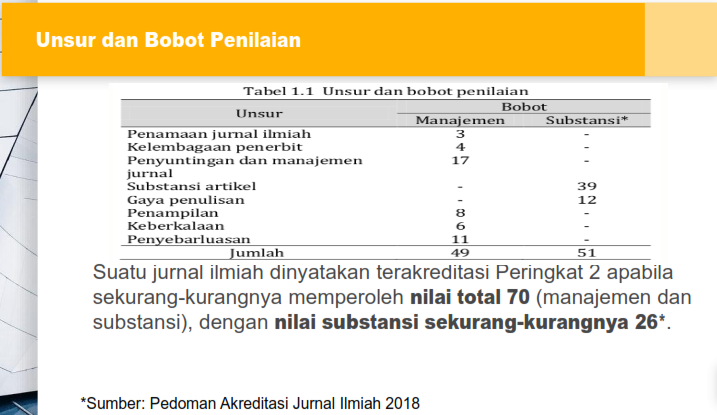 Unsur dan Bobot Penilaian
Tabel 1.1 Unsur dan bobot penilaian
Unsur Bobot
Manajemen Substansi*
Penamaan jurnal ilmiah 3 -
Kelembagaan penerbit 4 -
Penyuntingan dan manajemen 17 -
jurnal
Substansi artikel - 39
Gaya penulisan - 12
Penampilan 8 -
Keberkalaan 6 -
Penyebarluasan 11 -
Jumlah 49 51
Suatu jurnal ilmiah dinyatakan terakreditasi Peringkat 2 apabila
sekurang-kurangnya memperoleh nilai total 70 (manajemen dan
substansi), dengan nilai substansi sekurang-kurangnya 26*.
*Sumber: Pedoman Akreditasi Jurnal Ilmiah 2018